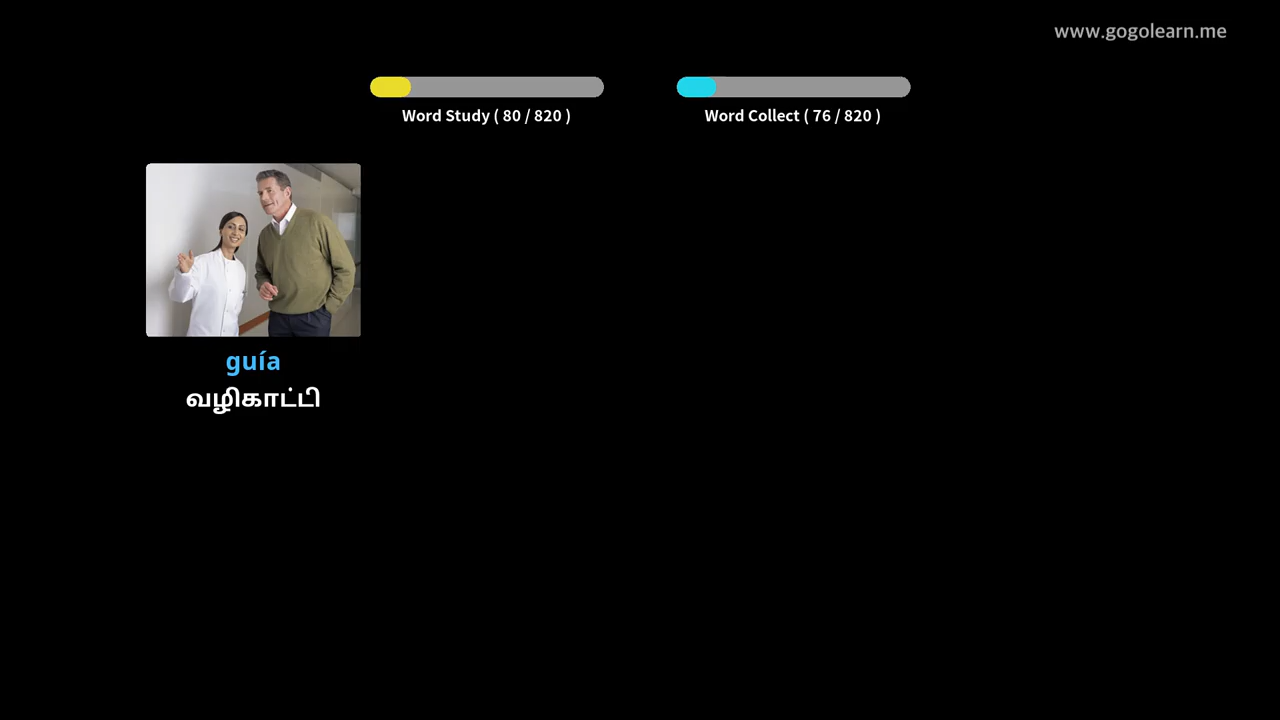 www.gogolearn.me
Word Study ( 80 / 820 )
Word Collect ( 76 / 820 )
guía
வழிகாட்டி